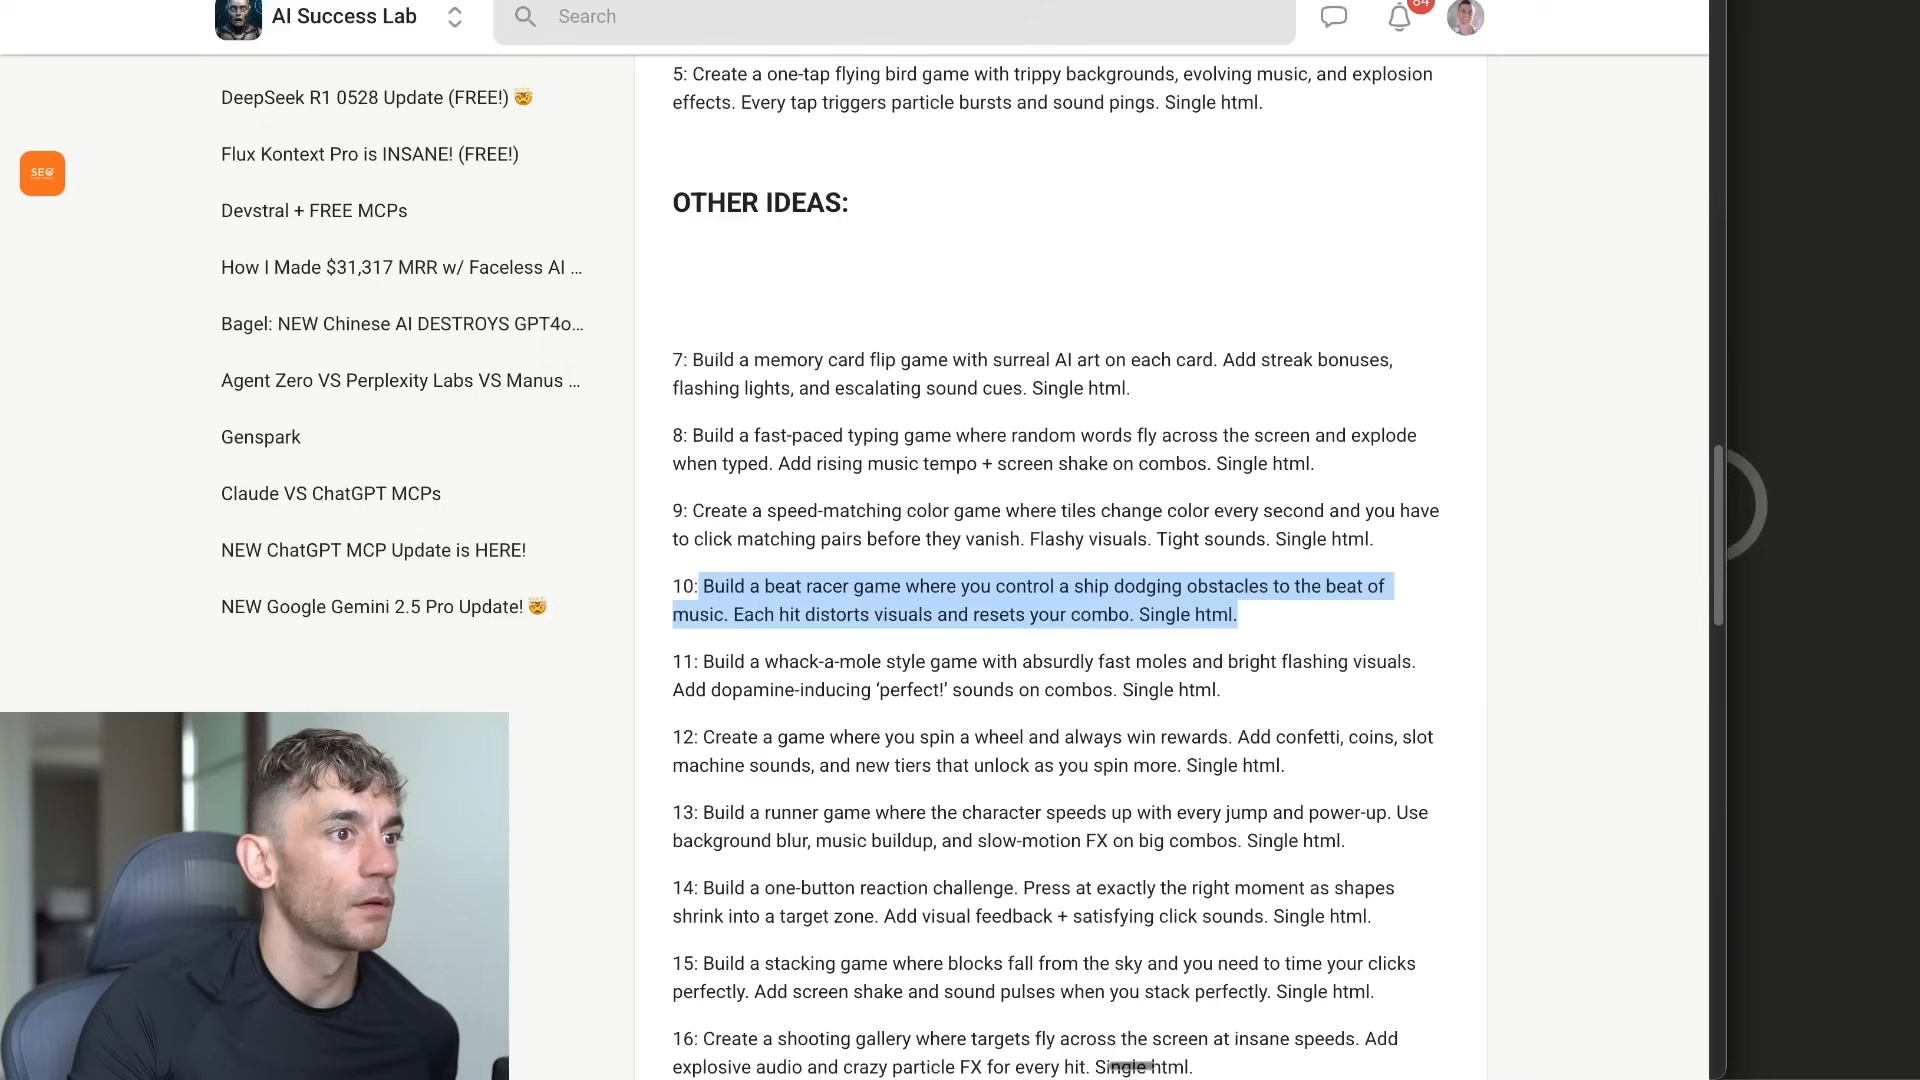 AI Success Lab
Search
84
DeepSeek R1 0528 Update (FREE!) 🤯
Flux Kontext Pro is INSANE! (FREE!)
Devstral + FREE MCPs
How I Made $31,317 MRR w/ Faceless AI ...
Bagel: NEW Chinese AI DESTROYS GPT4o...
Agent Zero VS Perplexity Labs VS Manus ...
Genspark
Claude VS ChatGPT MCPs
NEW ChatGPT MCP Update is HERE!
NEW Google Gemini 2.5 Pro Update! 🤯
SEO
5: Create a one-tap flying bird game with trippy backgrounds, evolving music, and explosion
effects. Every tap triggers particle bursts and sound pings. Single html.
OTHER IDEAS:
7: Build a memory card flip game with surreal AI art on each card. Add streak bonuses,
flashing lights, and escalating sound cues. Single html.
8: Build a fast-paced typing game where random words fly across the screen and explode
when typed. Add rising music tempo + screen shake on combos. Single html.
9: Create a speed-matching color game where tiles change color every second and you have
to click matching pairs before they vanish. Flashy visuals. Tight sounds. Single html.
10: Build a beat racer game where you control a ship dodging obstacles to the beat of
music. Each hit distorts visuals and resets your combo. Single html.
11: Build a whack-a-mole style game with absurdly fast moles and bright flashing visuals.
Add dopamine-inducing ‘perfect!’ sounds on combos. Single html.
12: Create a game where you spin a wheel and always win rewards. Add confetti, coins, slot
machine sounds, and new tiers that unlock as you spin more. Single html.
13: Build a runner game where the character speeds up with every jump and power-up. Use
background blur, music buildup, and slow-motion FX on big combos. Single html.
14: Build a one-button reaction challenge. Press at exactly the right moment as shapes
shrink into a target zone. Add visual feedback + satisfying click sounds. Single html.
15: Build a stacking game where blocks fall from the sky and you need to time your clicks
perfectly. Add screen shake and sound pulses when you stack perfectly. Single html.
16: Create a shooting gallery where targets fly across the screen at insane speeds. Add
explosive audio and crazy particle FX for every hit. Single html.